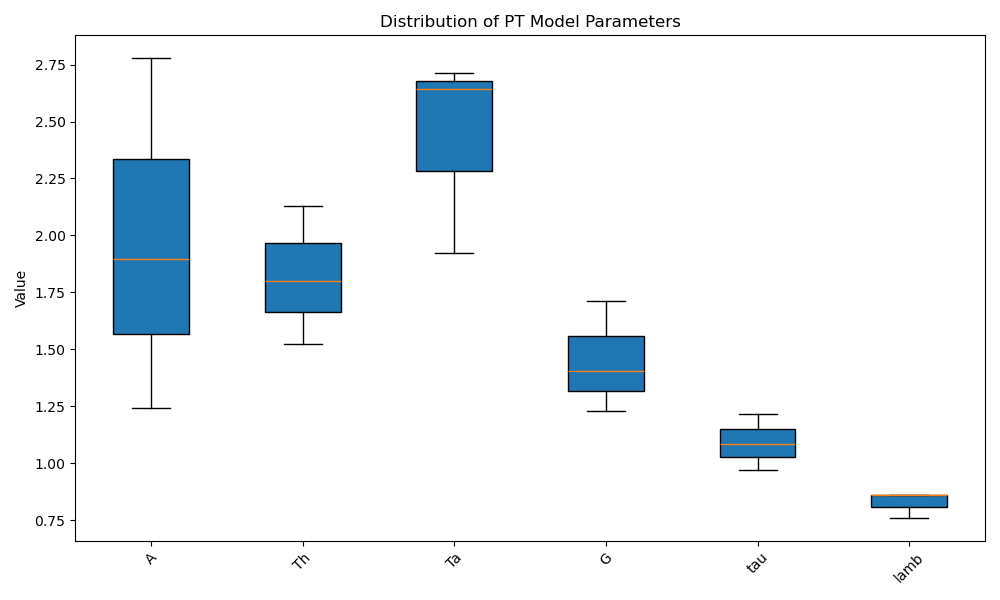 Distribution of PT Model Parameters
Value
2.75
2.50
2.25
2.00
1.75
1.50
1.25
1.00
0.75
A
Th
Ta
G
tau
lamb